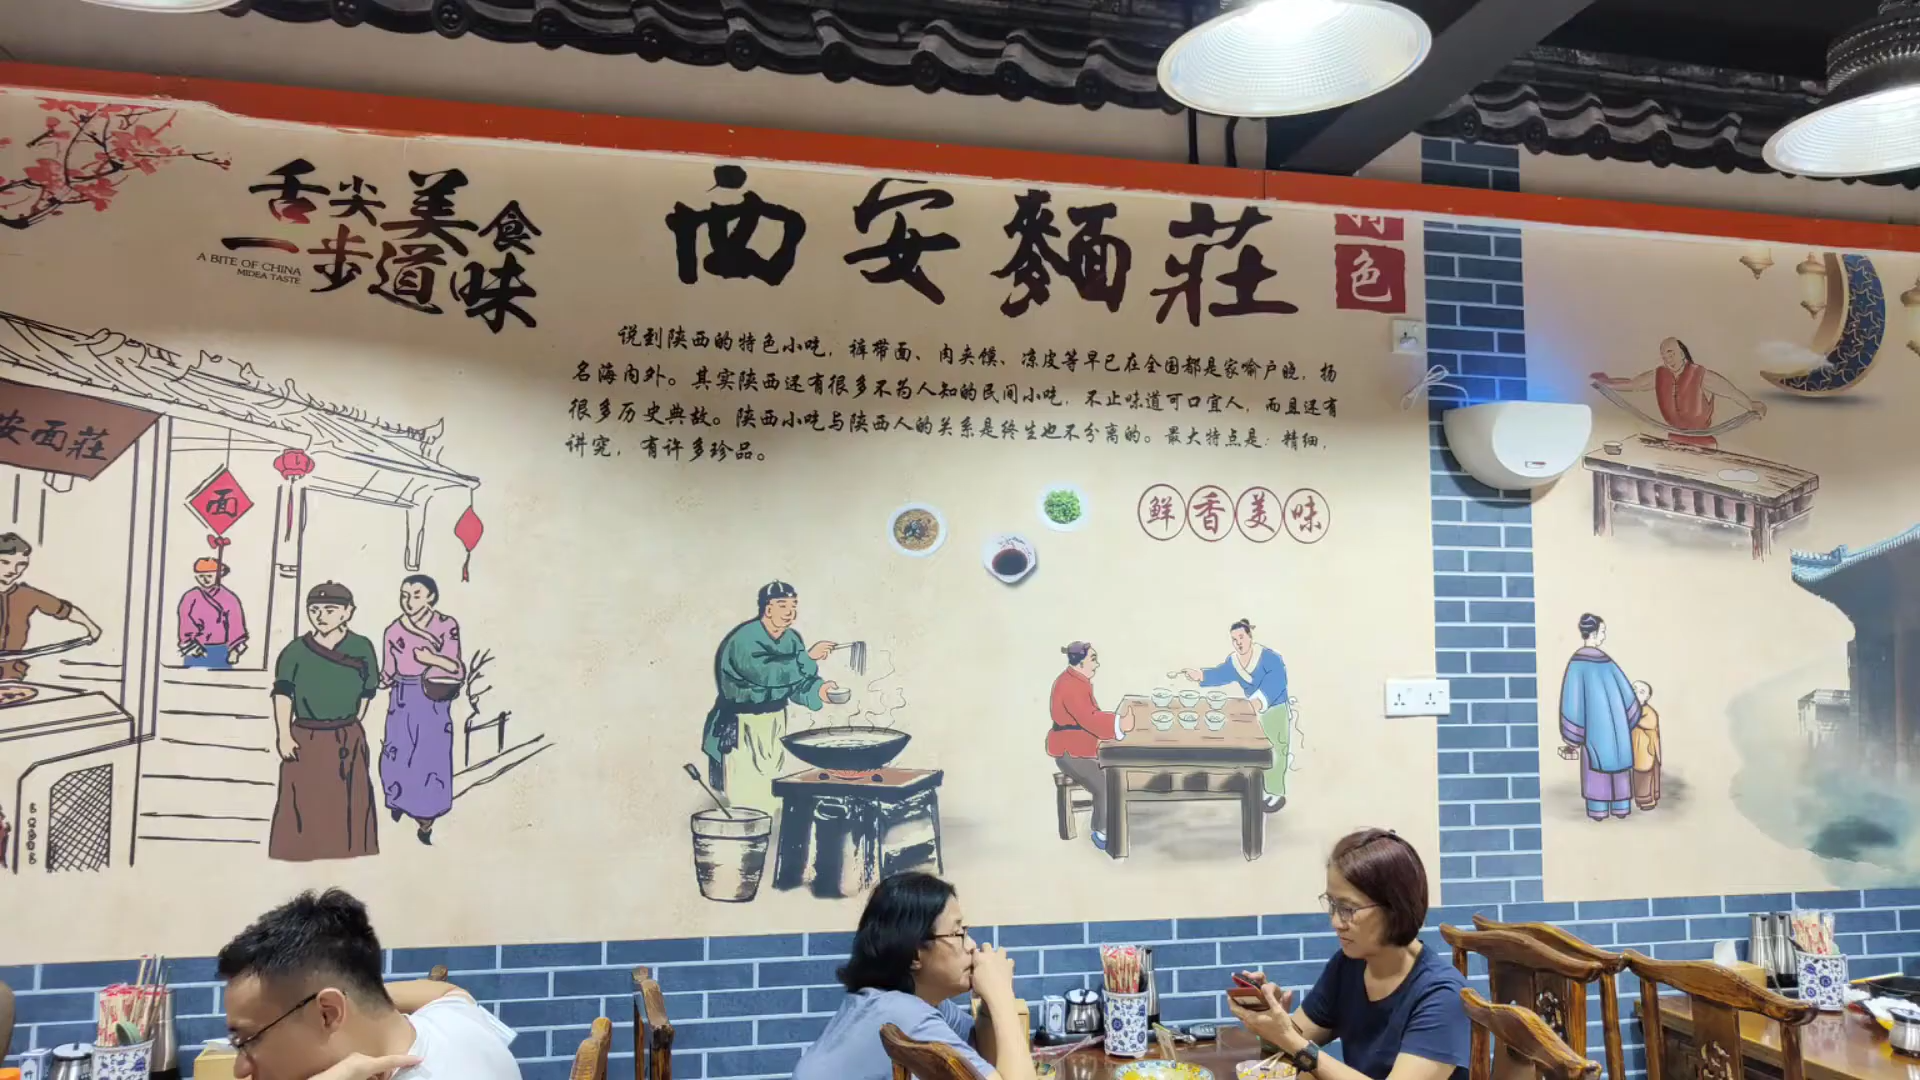 舌尖美食
一步道味
A BITE OF CHINA
MIDEA TASTE
西安麵莊
特色
说到陕西的特色小吃，裤带面、肉夹馍、凉皮等早已在全国都是家喻户晓，扬
名海内外。其实陕西还有很多不为人知的民间小吃，不止味道可口宜人，而且还有
很多历史典故。陕西小吃与陕西人的关系是终生也不分离的。最大特点是：精细，
讲究，有许多珍品。
安面莊
面
鲜香美味